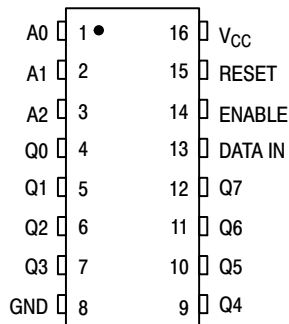 A0 1 16 VCC
A1 2 15 RESET
A2 3 14 ENABLE
Q0 4 13 DATA IN
Q1 5 12 Q7
Q2 6 11 Q6
Q3 7 10 Q5
GND 8 9 Q4